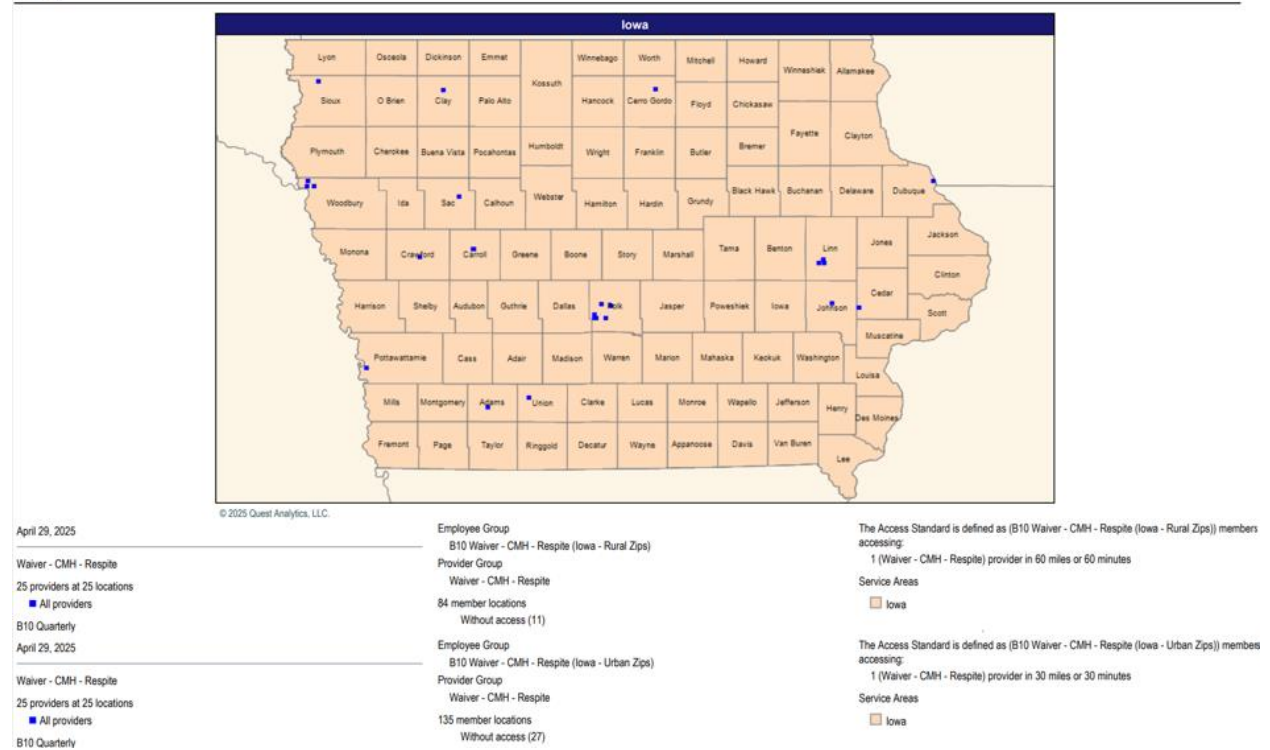 Iowa
Lyon Osceola Dickinson Emmet Winnebago Worth Mitchell Howard Winneshiek Allamakee
Kossuth
Sioux O Brien Clay Palo Alto Hancock Cerro Gordo Floyd Chickasaw
Fayette Clayton
Plymouth Cherokee Buena Vista Pocahontas Humboldt Wright Franklin Butler Bremer
Woodbury Ida Sac Calhoun Webster Hamilton Hardin Grundy Black Hawk Buchanan Delaware Dubuque
Monona Crawford Carroll Greene Boone Story Marshall Tama Benton Linn Jones Jackson
Clinton
Harrison Shelby Audubon Guthrie Dallas Polk Jasper Poweshiek Iowa Johnson Cedar Scott
Muscatine
Pottawattamie Cass Adair Madison Warren Marion Mahaska Keokuk Washington
Louisa
Mills Montgomery Adams Union Clarke Lucas Monroe Wapello Jefferson Henry Des Moines
Fremont Page Taylor Ringgold Decatur Wayne Appanoose Davis Van Buren Lee
© 2025 Quest Analytics, LLC.
April 29, 2025
Waiver - CMH - Respite
25 providers at 25 locations
All providers
B10 Quarterly
April 29, 2025
Waiver - CMH - Respite
25 providers at 25 locations
All providers
B10 Quarterly
Employee Group
B10 Waiver - CMH - Respite (Iowa - Rural Zips)
Provider Group
Waiver - CMH - Respite
84 member locations
Without access (11)
Employee Group
B10 Waiver - CMH - Respite (Iowa - Urban Zips)
Provider Group
Waiver - CMH - Respite
135 member locations
Without access (27)
The Access Standard is defined as (B10 Waiver - CMH - Respite (Iowa - Rural Zips)) members
accessing:
1 (Waiver - CMH - Respite) provider in 60 miles or 60 minutes
Service Areas
Iowa
The Access Standard is defined as (B10 Waiver - CMH - Respite (Iowa - Urban Zips)) members
accessing:
1 (Waiver - CMH - Respite) provider in 30 miles or 30 minutes
Service Areas
Iowa